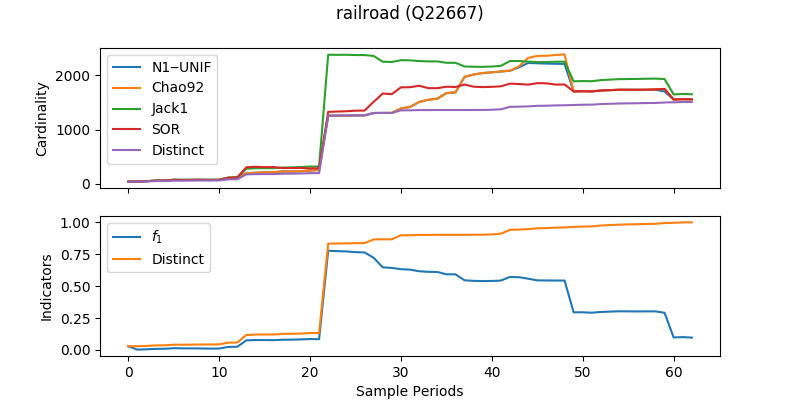 railroad (Q22667)
Cardinality
2000
1000
0
N1−UNIF
Chao92
Jack1
SOR
Distinct
Indicators
1.00
0.75
0.50
0.25
0.00
f1
Distinct
0 10 20 30 40 50 60
Sample Periods